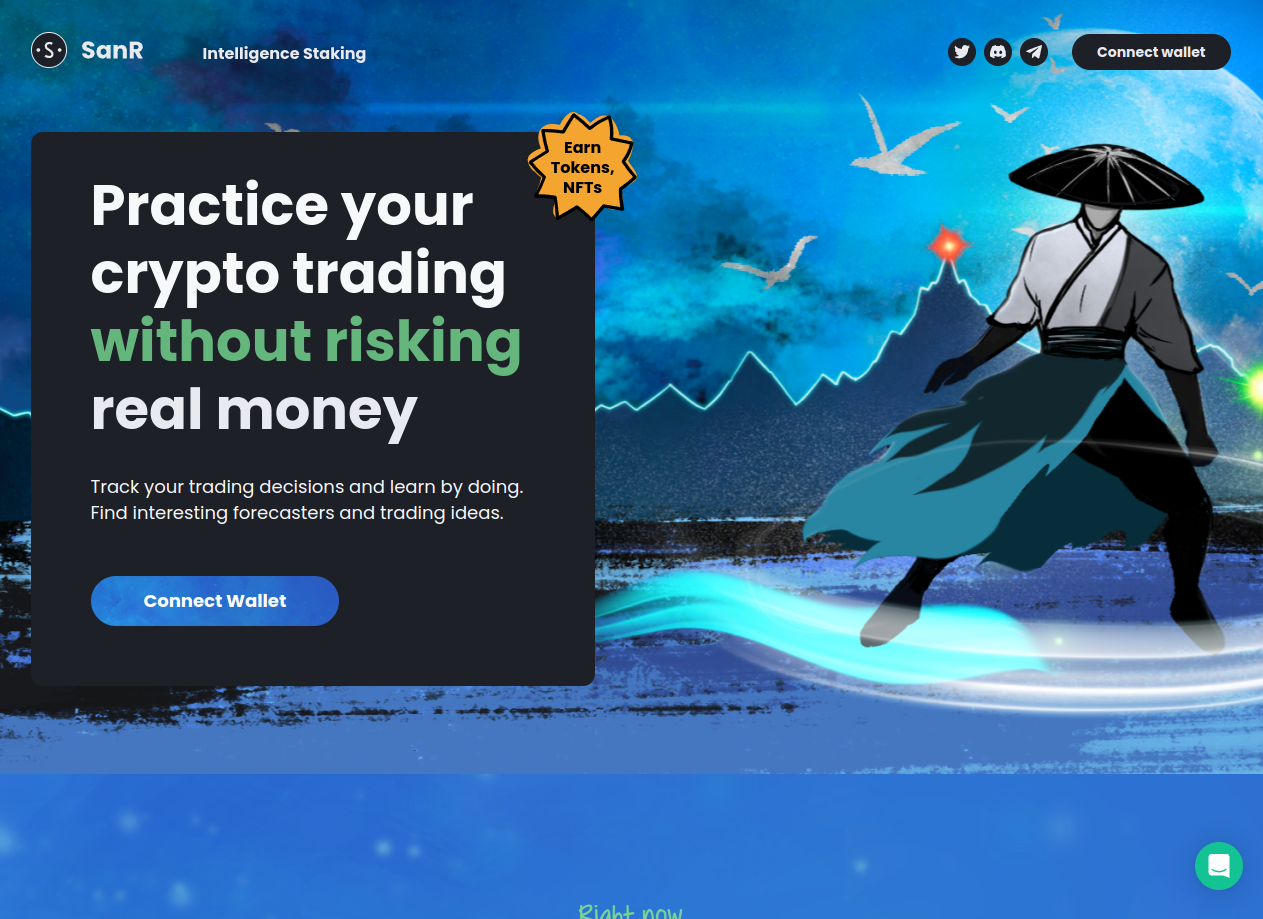 S
SanR
Intelligence Staking
Connect wallet
Earn
Tokens,
NFTs
Practice your
crypto trading
without risking
real money
Track your trading decisions and learn by doing.
Find interesting forecasters and trading ideas.
Connect Wallet
Right now